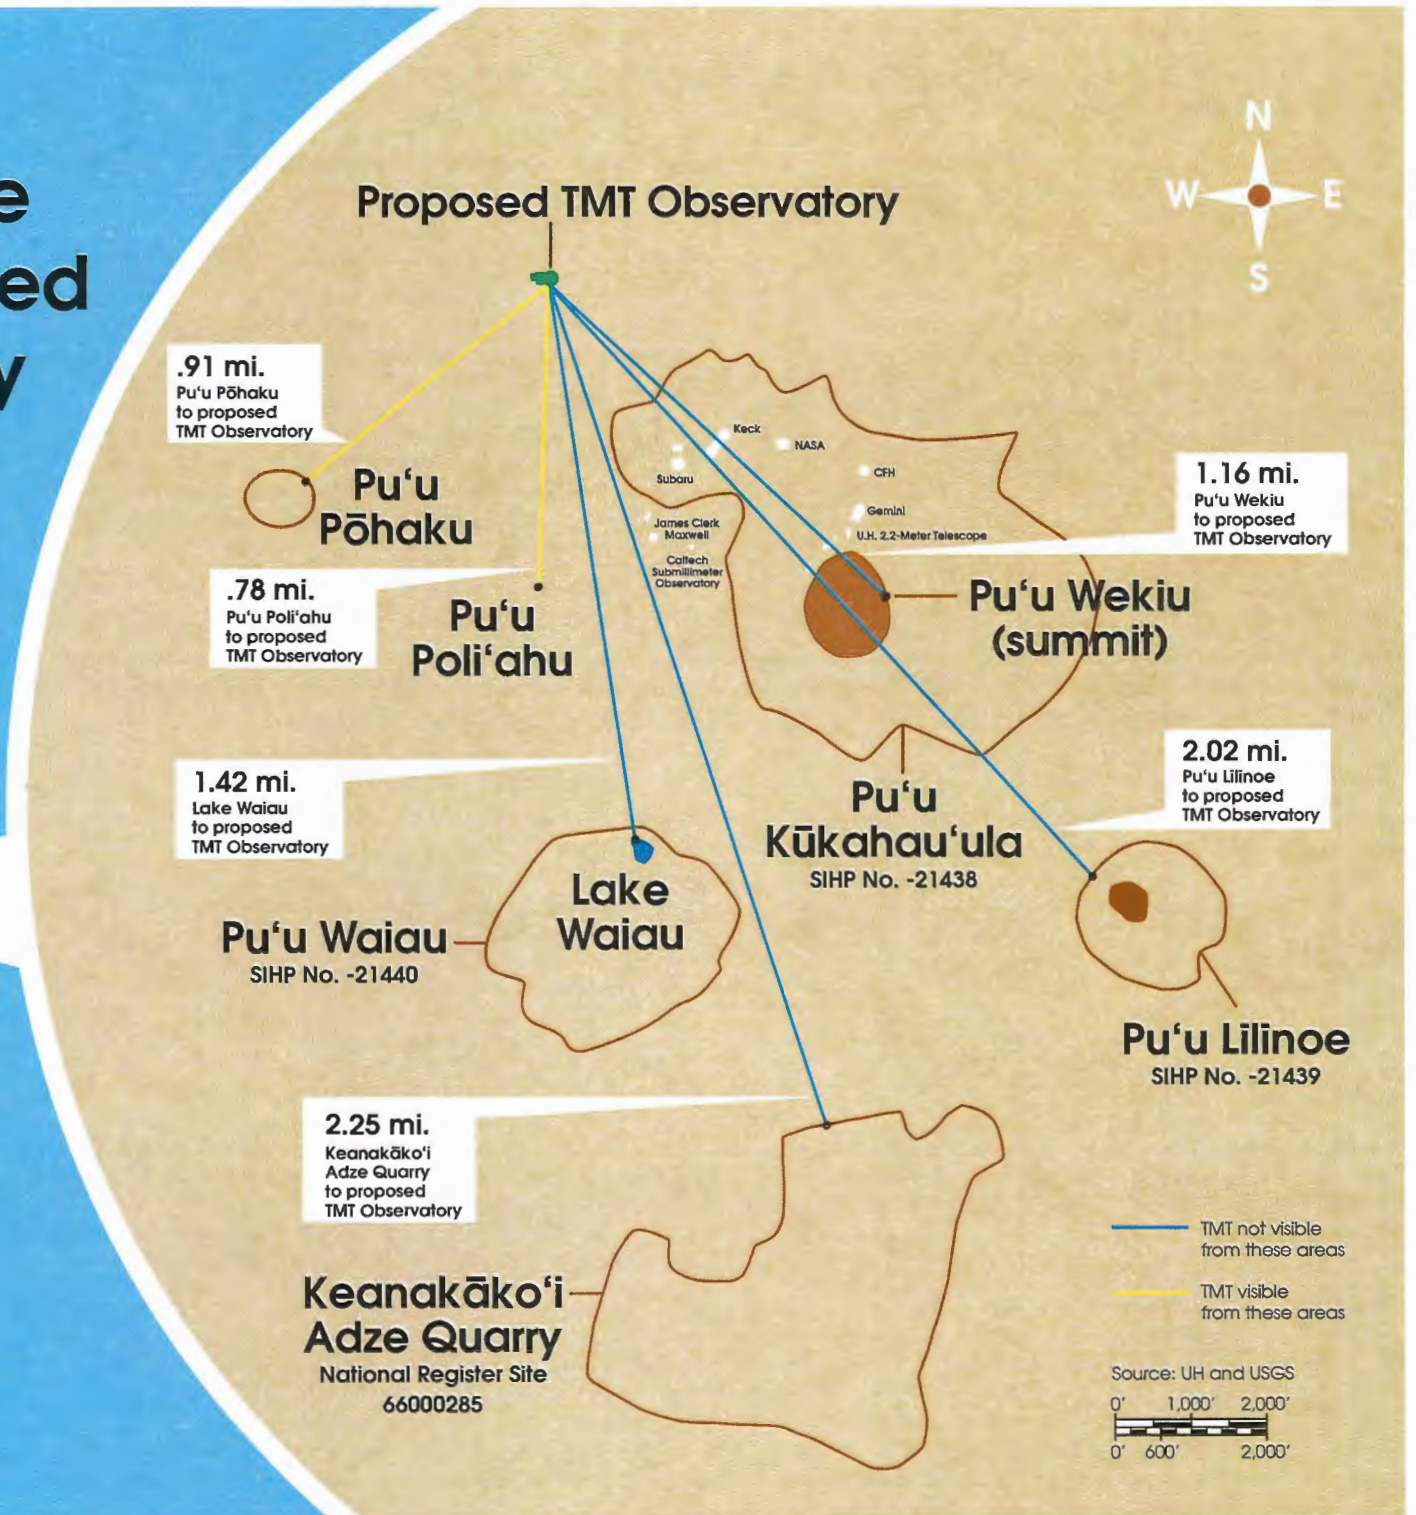 e
ed
y
N
W E
S
Proposed TMT Observatory
.91 mi.
Pu‘u Pōhaku
to proposed
TMT Observatory
Pu‘u
Pōhaku
Keck
NASA
Subaru
CFH
Gemini
James Clerk
Maxwell
U.H. 2.2-Meter Telescope
Caltech
Submillimeter
Observatory
1.16 mi.
Pu‘u Wekiu
to proposed
TMT Observatory
.78 mi.
Pu‘u Poli‘ahu
to proposed
TMT Observatory
Pu‘u
Poli‘ahu
Pu‘u Wekiu
(summit)
1.42 mi.
Lake Waiau
to proposed
TMT Observatory
2.02 mi.
Pu‘u Lilinoe
to proposed
TMT Observatory
Pu‘u
Kūkahau‘ula
SIHP No. -21438
Lake
Waiau
Pu‘u Waiau
SIHP No. -21440
Pu‘u Līlīnoe
SIHP No. -21439
2.25 mi.
Keanakāko‘i
Adze Quarry
to proposed
TMT Observatory
Keanakāko‘i
Adze Quarry
National Register Site
66000285
TMT not visible
from these areas
TMT visible
from these areas
Source: UH and USGS
0' 1,000' 2,000'
0' 600' 2,000'